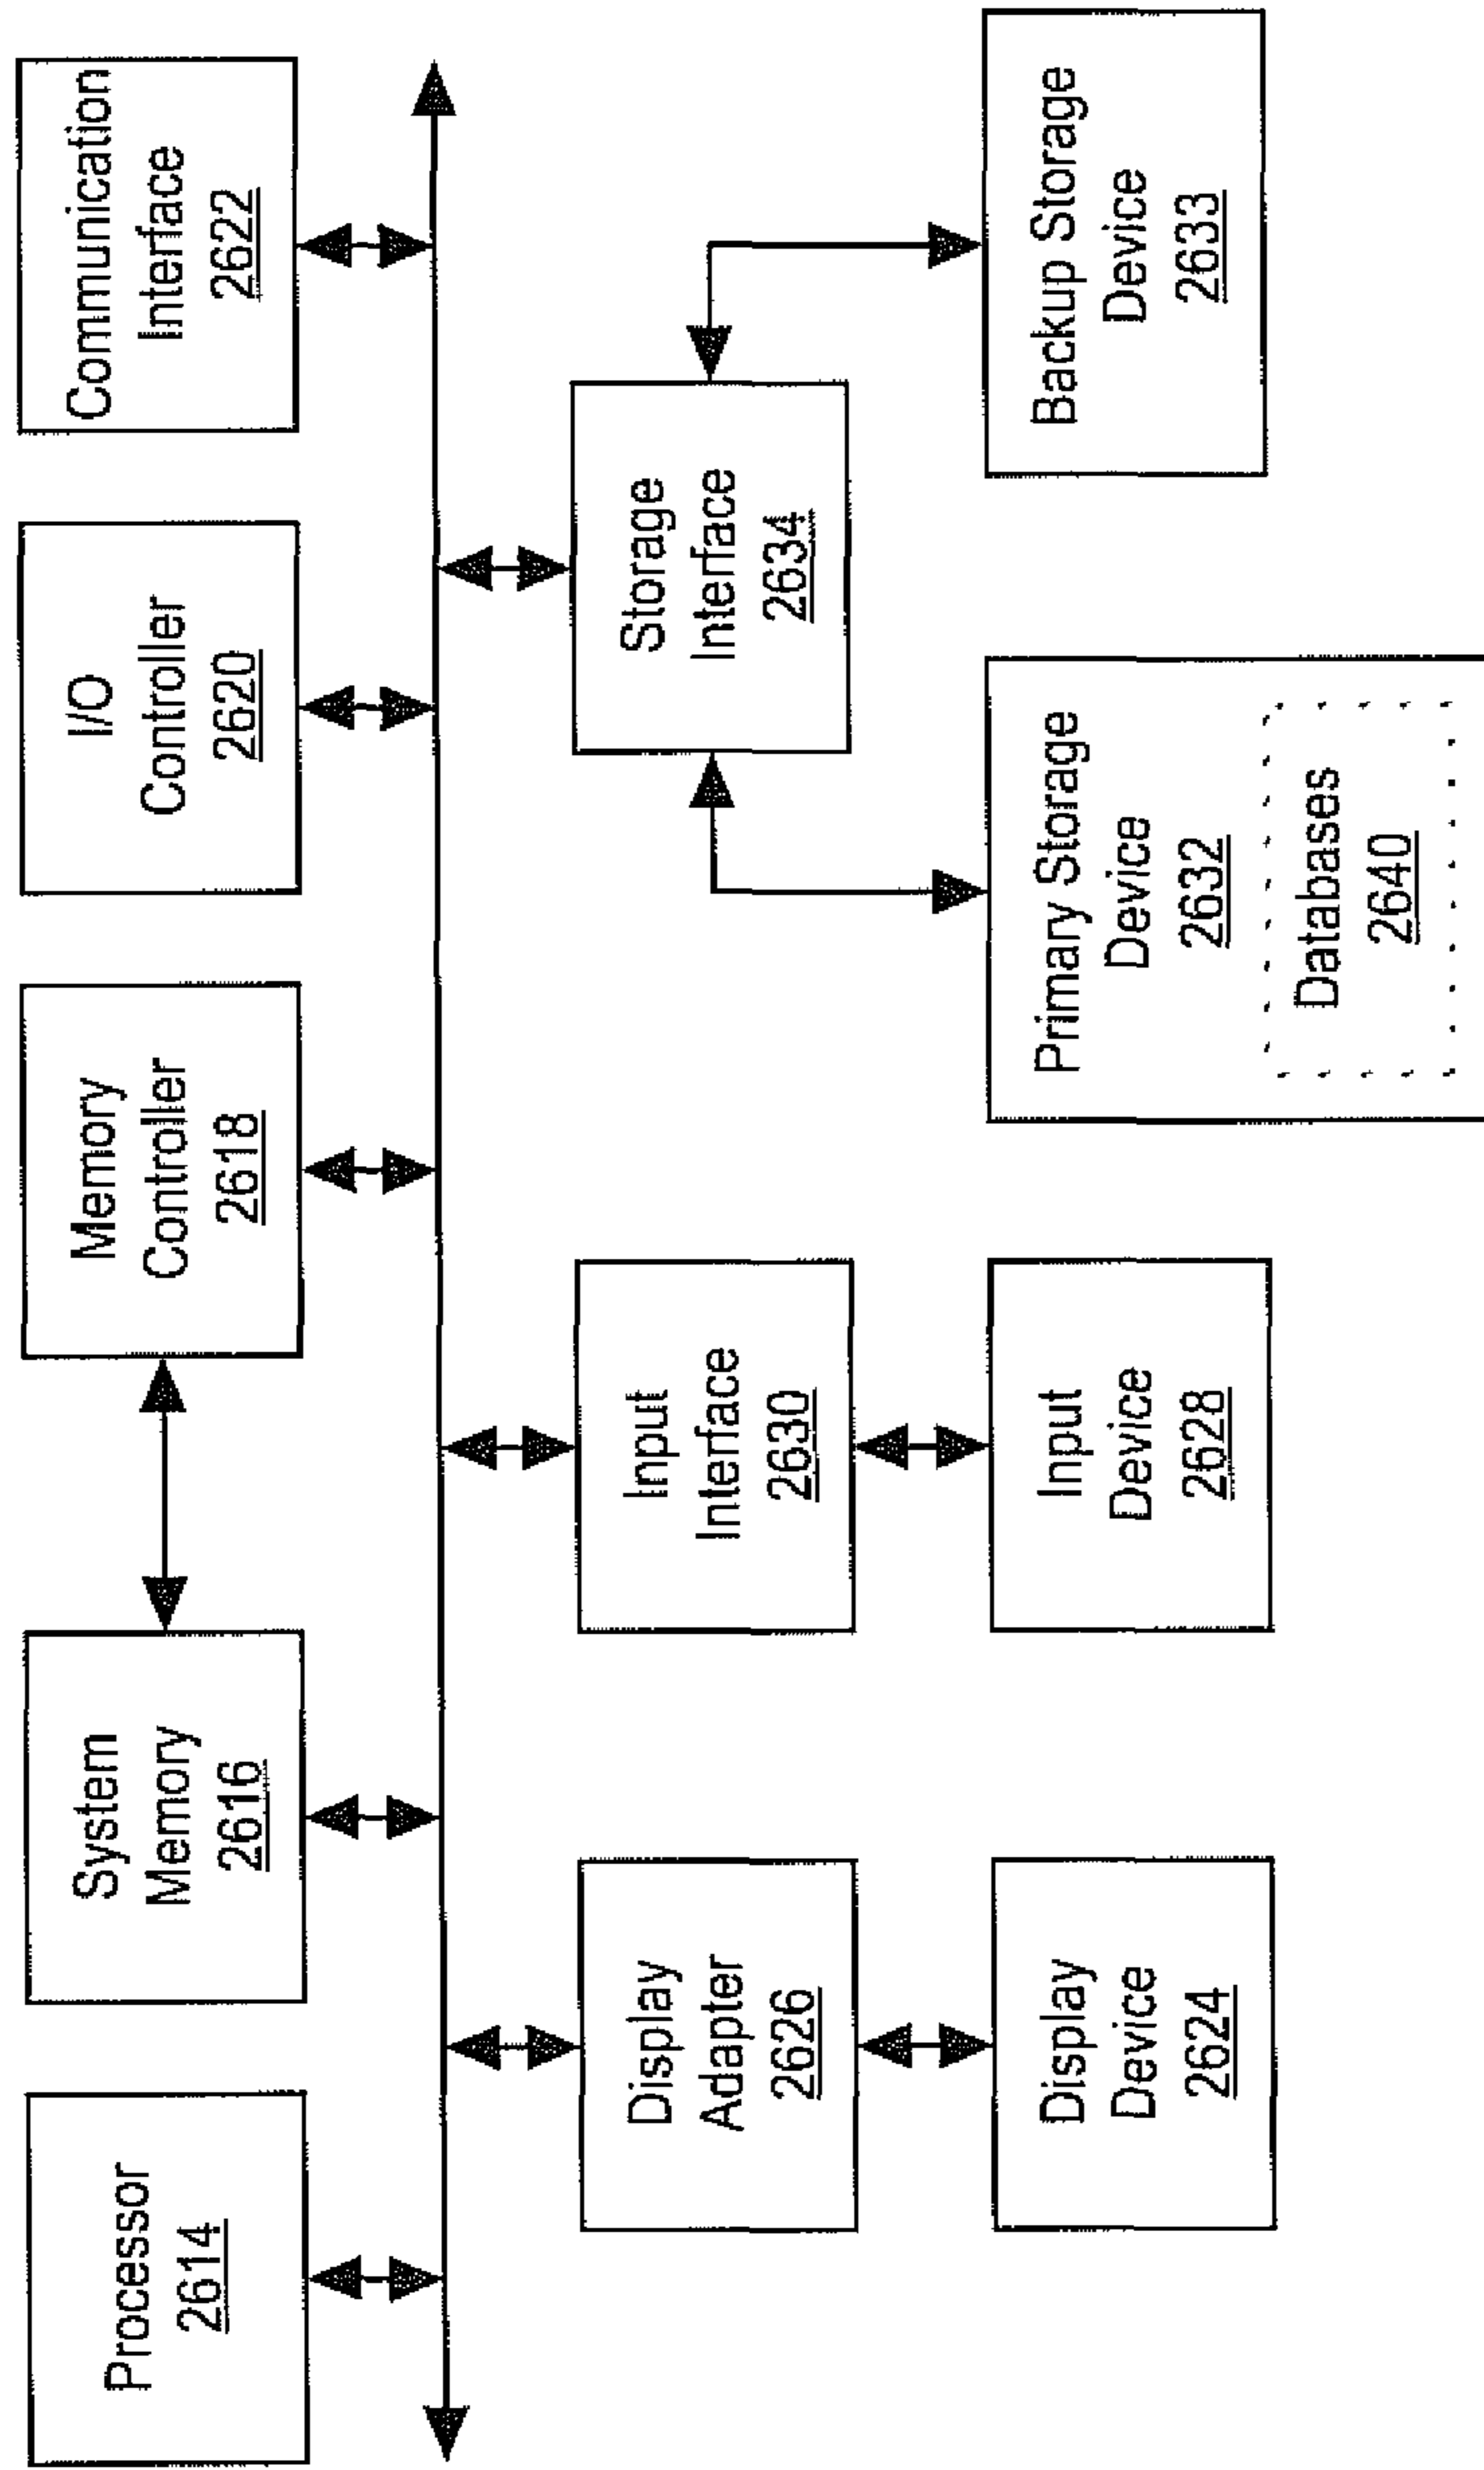 Processor
2614
System
Memory
2616
Memory
Controller
2618
I/O
Controller
2620
Communication
Interface
2622
Display
Adapter
2626
Input
Interface
2630
Storage
Interface
2634
Display
Device
2624
Input
Device
2628
Primary Storage
Device
2632
Databases
2640
Backup Storage
Device
2633